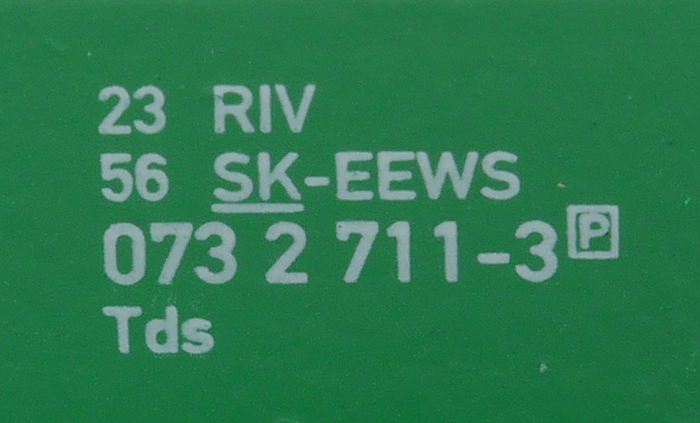 23 RIV
56 SK-EEWS
073 2 711-3 P
Tds